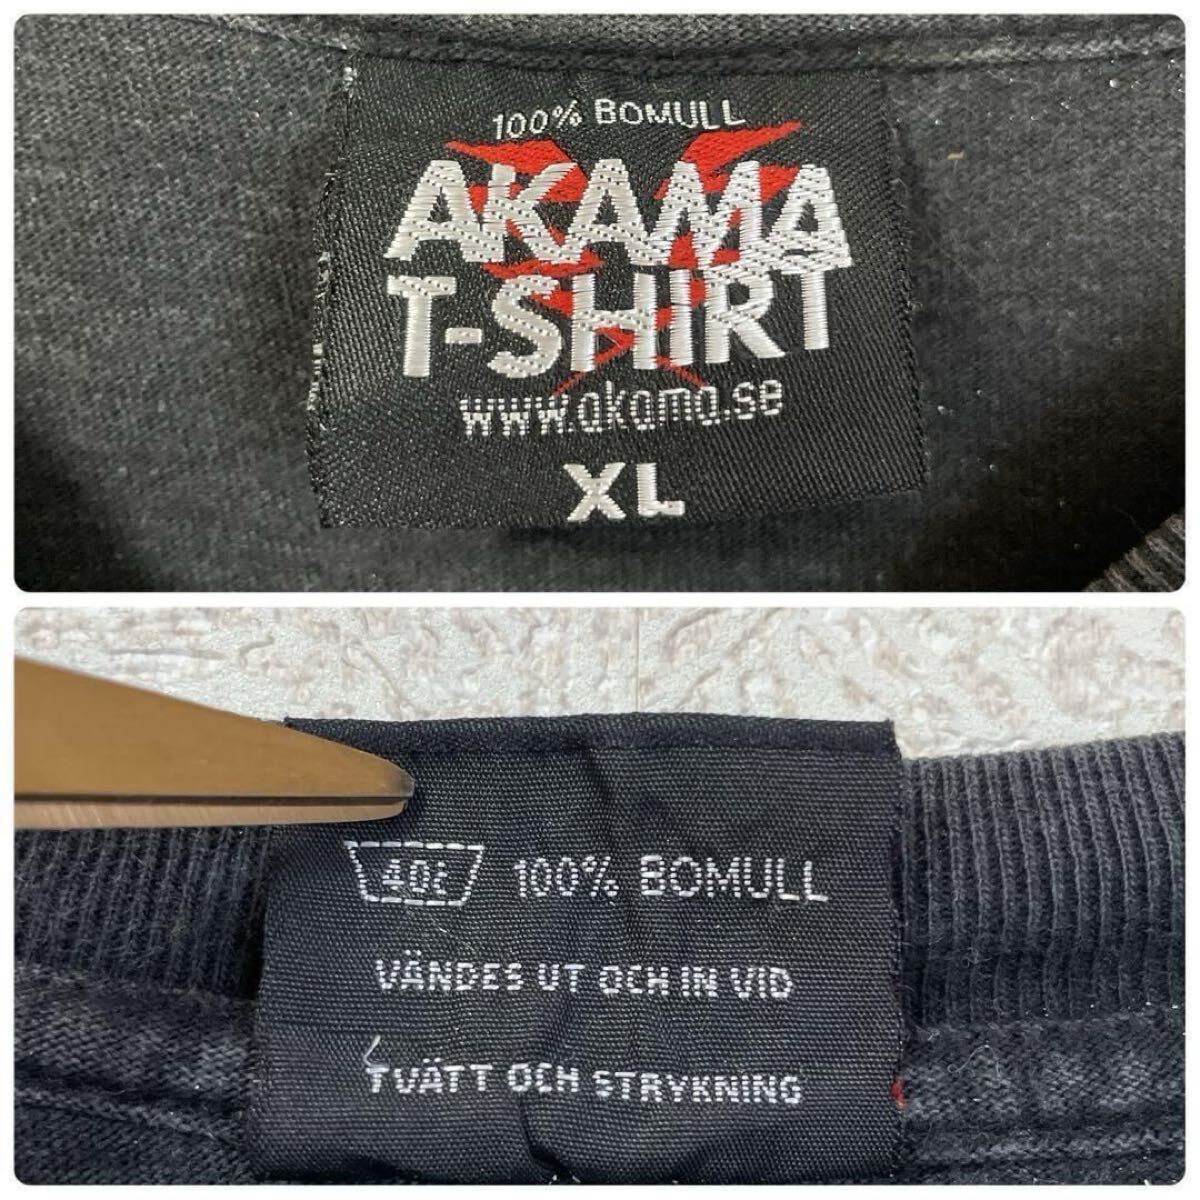 100% BOMULL
AKAMA
T-SHIRT
www.akama.se
XL
40° 100% BOMULL
VÄNDES UT OCH IN VID
TVÄTT OCH STRYKNING